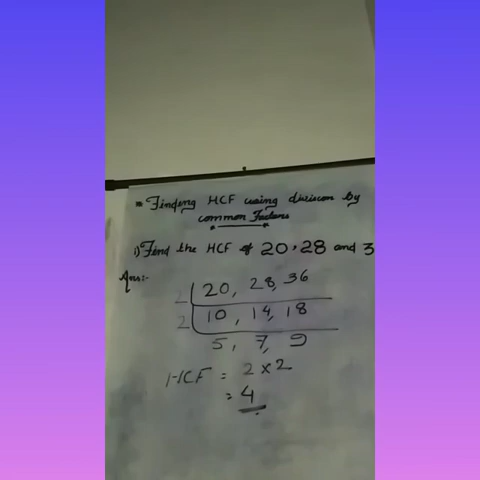 » Finding HCF using division by
common Factors
i) Find the HCF of 20, 28 and 3
Ans:-
2 | 20, 28, 36
2 | 10, 14, 18
5, 7, 9
HCF = 2 x 2
= 4